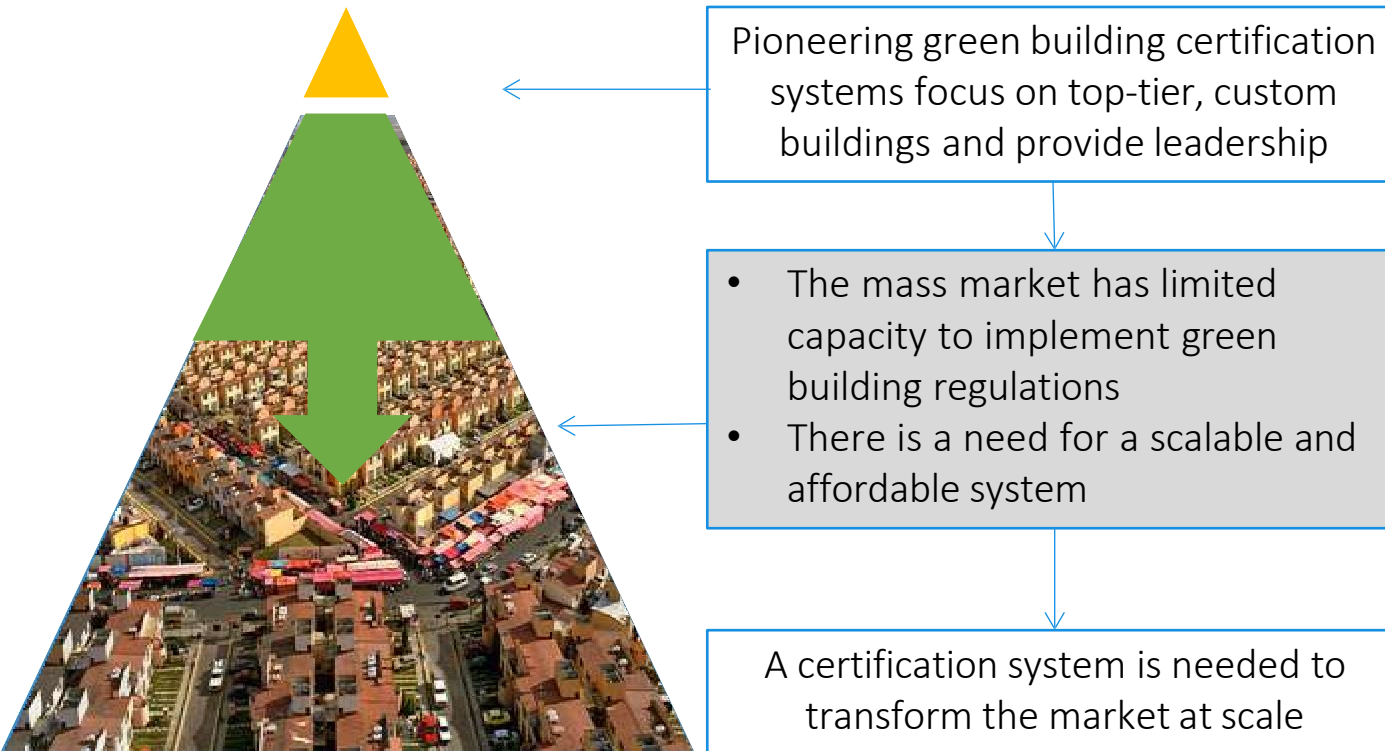 Pioneering green building certification
systems focus on top-tier, custom
buildings and provide leadership
• The mass market has limited
capacity to implement green
building regulations
• There is a need for a scalable and
affordable system
A certification system is needed to
transform the market at scale